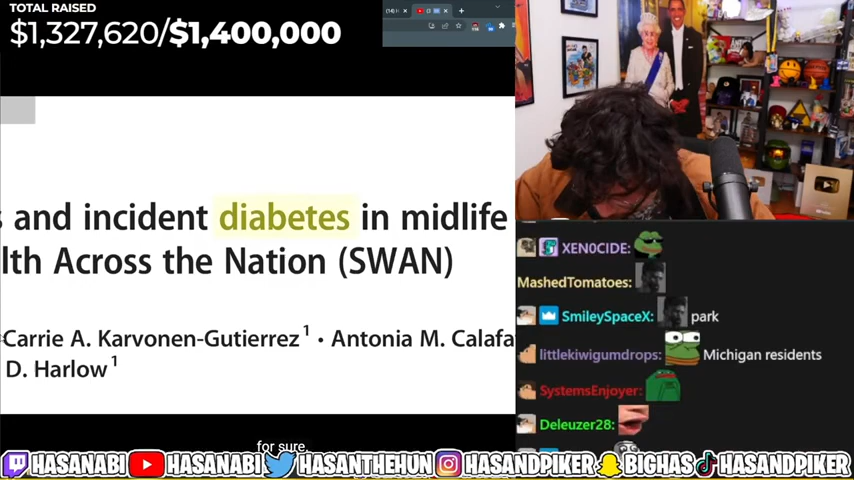 TOTAL RAISED
$1,327,620/$1,400,000
and incident diabetes in midlife
lth Across the Nation (SWAN)
Carrie A. Karvonen-Gutierrez 1 • Antonia M. Calafa
D. Harlow 1
for sure
XEN0CIDE:
MashedTomatoes:
SmileySpaceX: park
littlekiwigumdrops: Michigan residents
SystemsEnjoyer:
Deleuzer28:
HASANABI HASANABI HASANTHEHUN HASANDPIKER BIGHAS HASANDPIKER